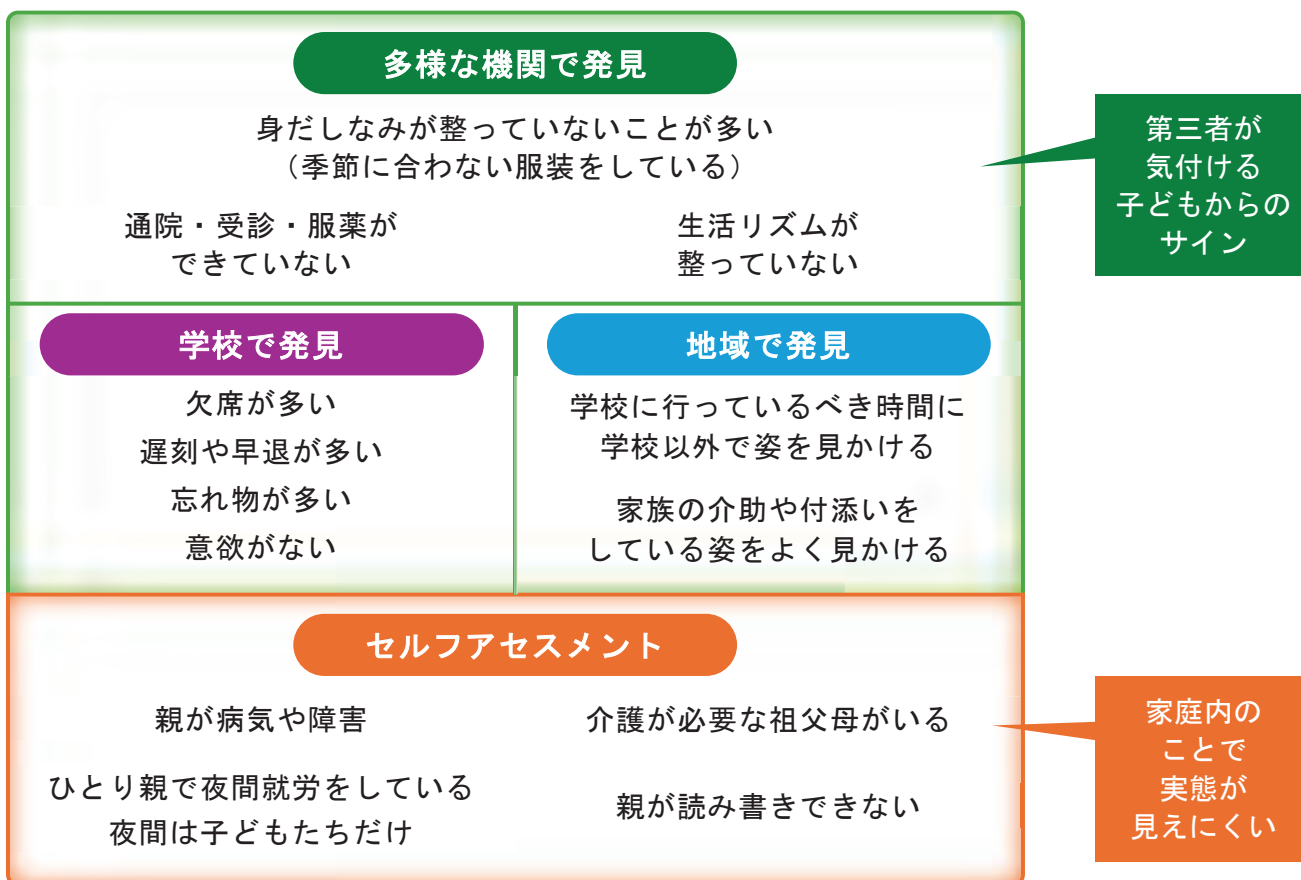 多様な機関で発見
身だしなみが整っていないことが多い
（季節に合わない服装をしている）
通院・受診・服薬が
できていない
生活リズムが
整っていない
第三者が
気付ける
子どもからの
サイン
学校で発見
欠席が多い
遅刻や早退が多い
忘れ物が多い
意欲がない
地域で発見
学校に行っているべき時間に
学校以外で姿を見かける
家族の介助や付添いを
している姿をよく見かける
セルフアセスメント
親が病気や障害
介護が必要な祖父母がいる
ひとり親で夜間就労をしている
夜間は子どもたちだけ
親が読み書きできない
家庭内の
ことで
実態が
見えにくい